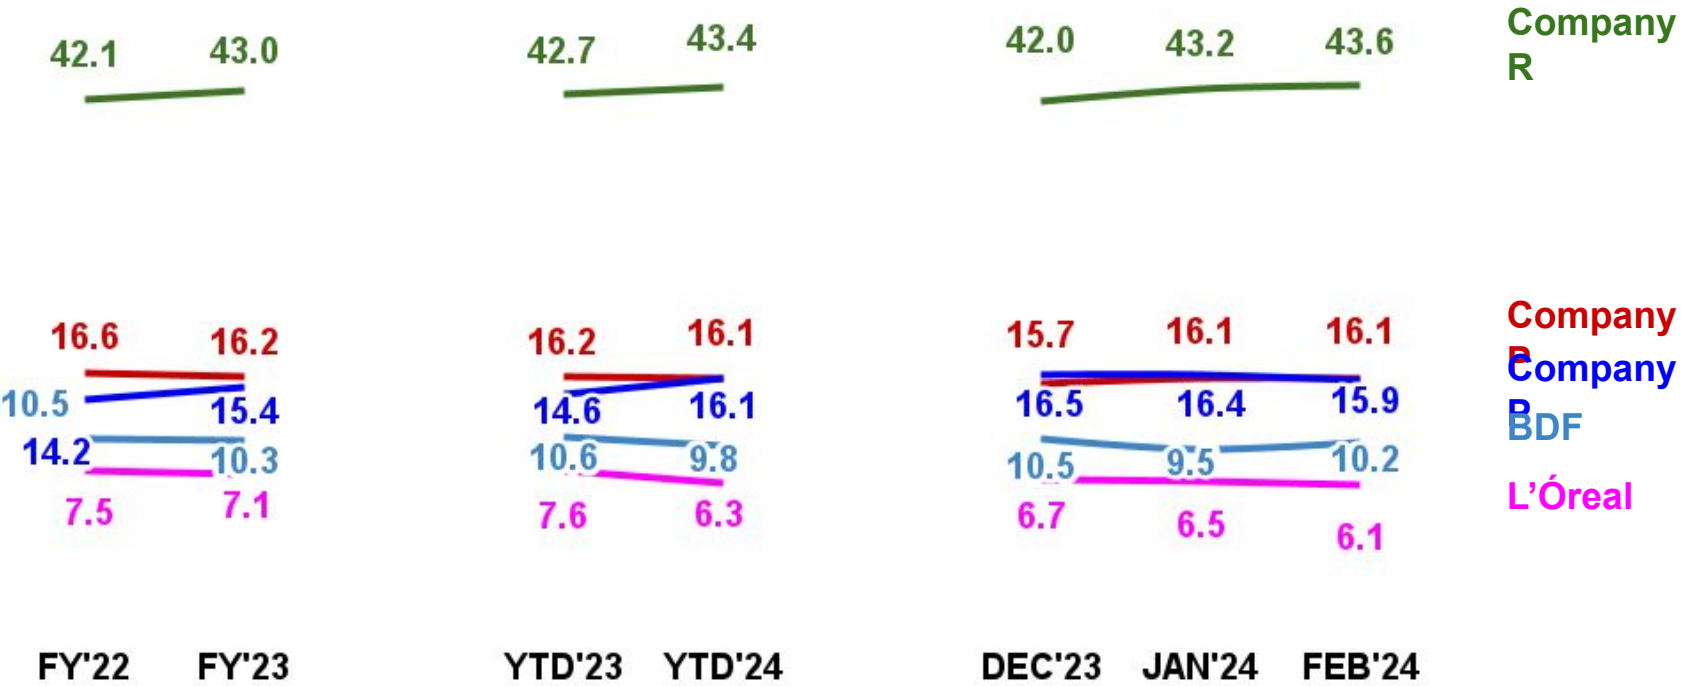 42.1 43.0 42.7 43.4 42.0 43.2 43.6
Company
R
16.6 16.2 16.2 16.1 15.7 16.1 16.1
Company
10.5 15.4 14.6 16.1 16.5 16.4 15.9
Company
14.2 10.3 10.6 9.8 10.5 9.5 10.2
BDF
7.5 7.1 7.6 6.3 6.7 6.5 6.1
L’Óreal
FY'22 FY'23 YTD'23 YTD'24 DEC'23 JAN'24 FEB'24